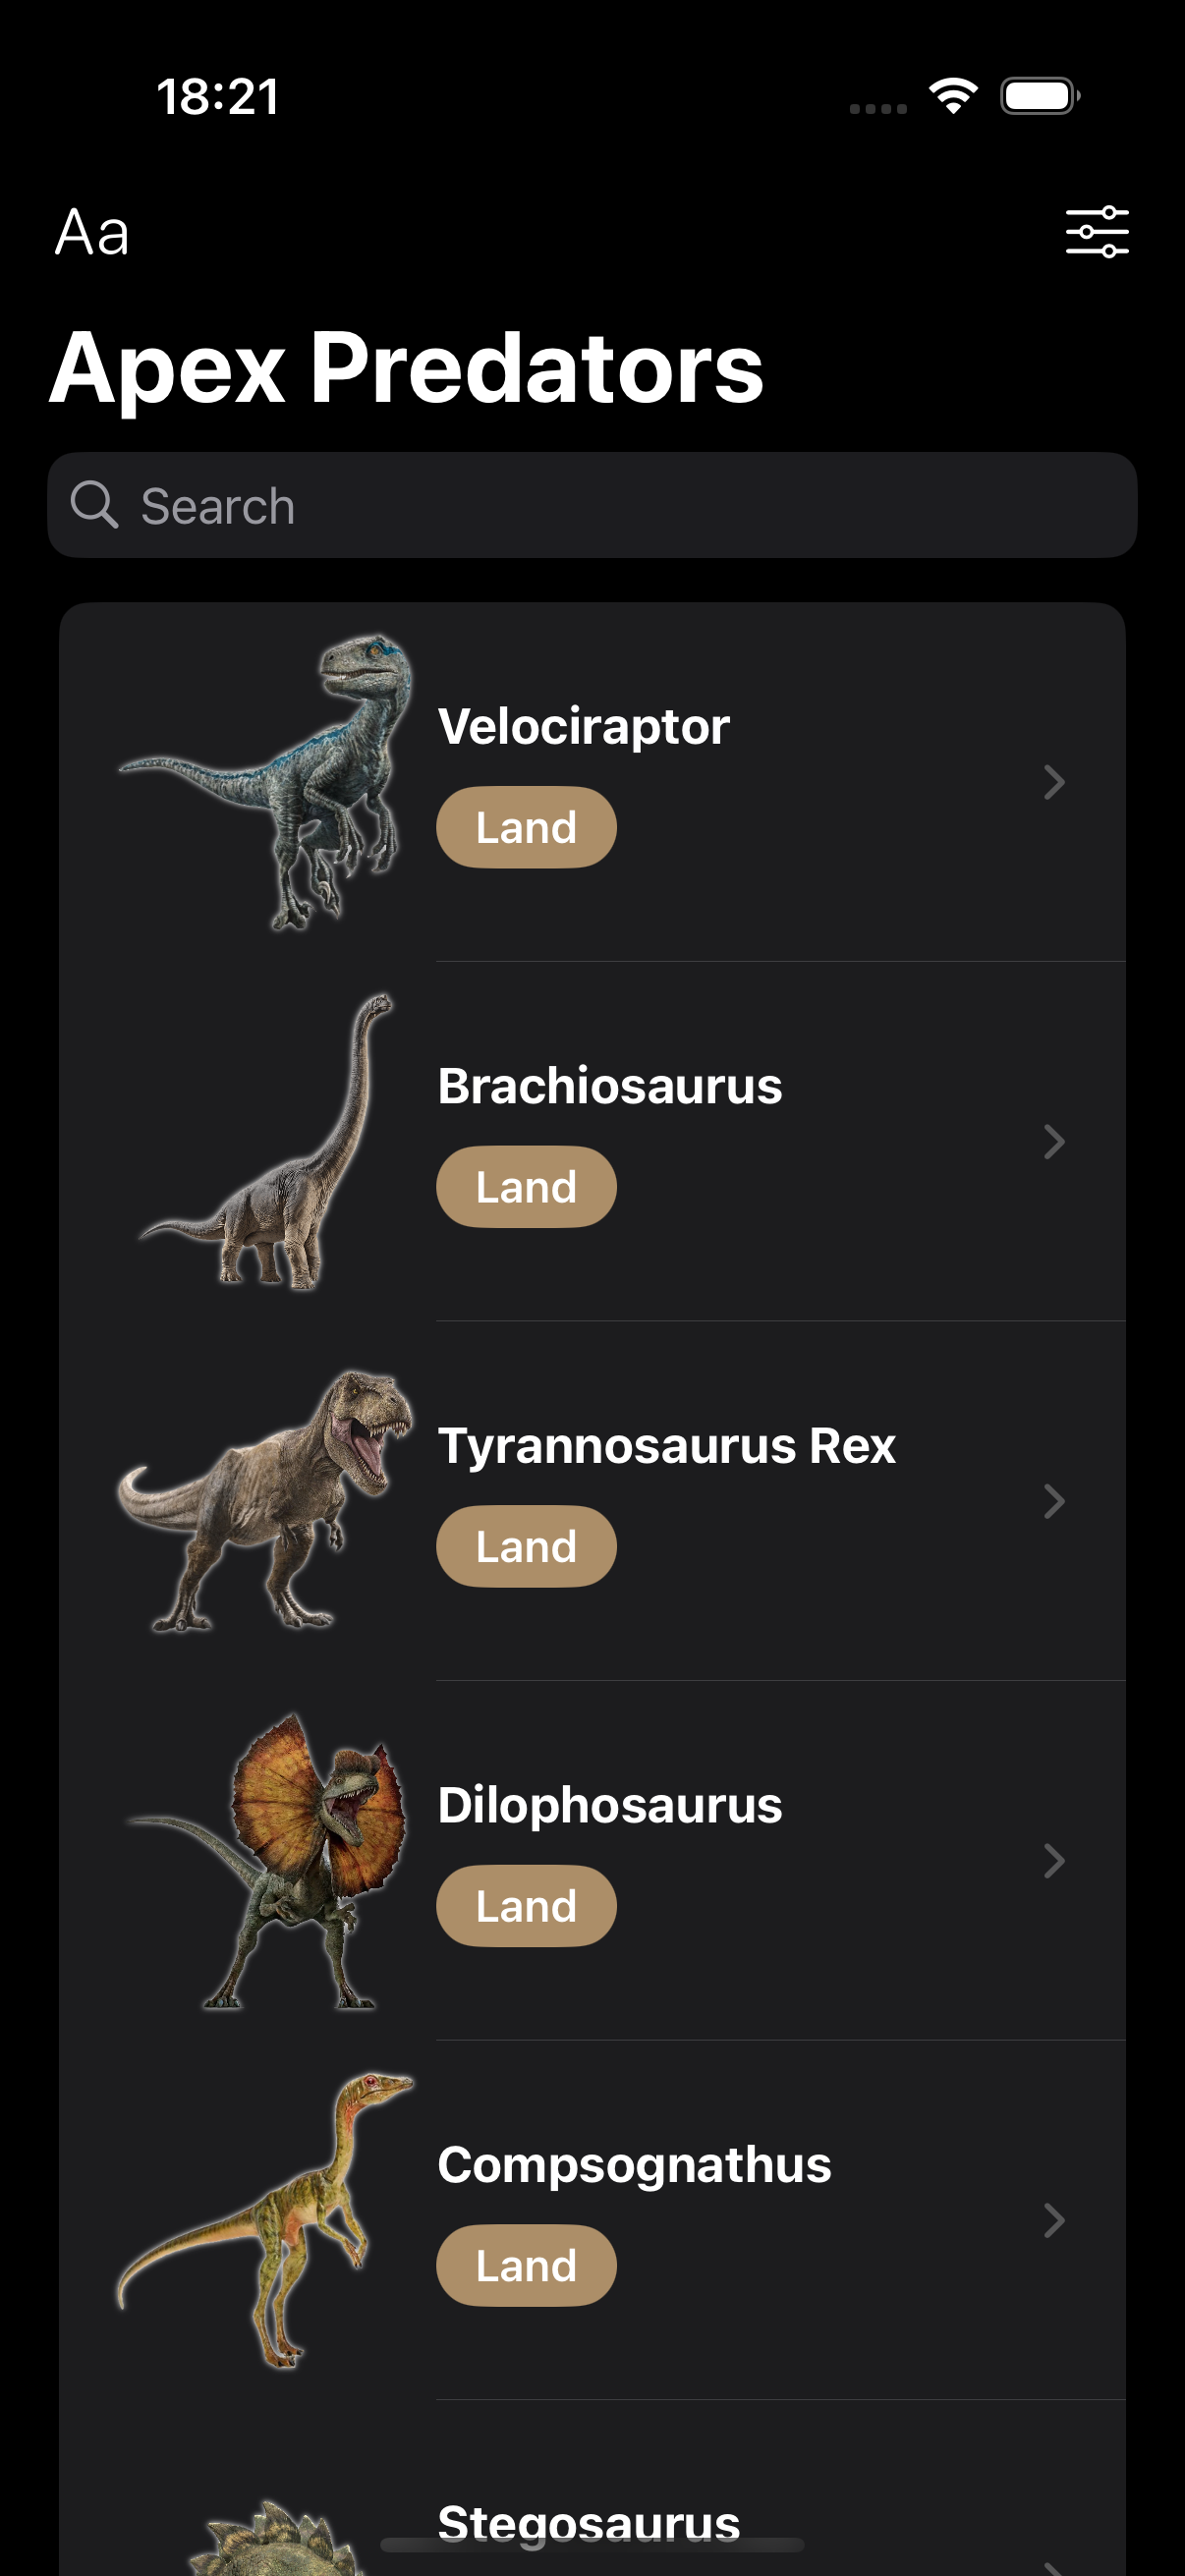 18:21
Aa
Apex Predators
Search
Velociraptor
Land
Brachiosaurus
Land
Tyrannosaurus Rex
Land
Dilophosaurus
Land
Compsognathus
Land
Stegosaurus